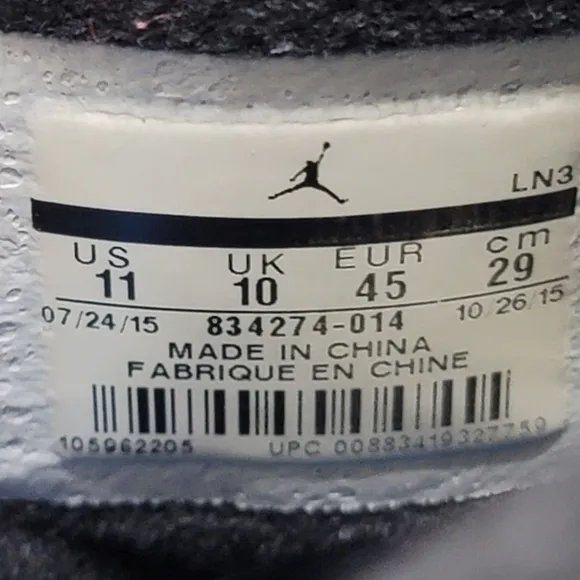 LN3
US UK EUR cm
11 10 45 29
07/24/15 834274-014 10/26/15
MADE IN CHINA
FABRIQUE EN CHINE
105962205 UPC 00883419327759